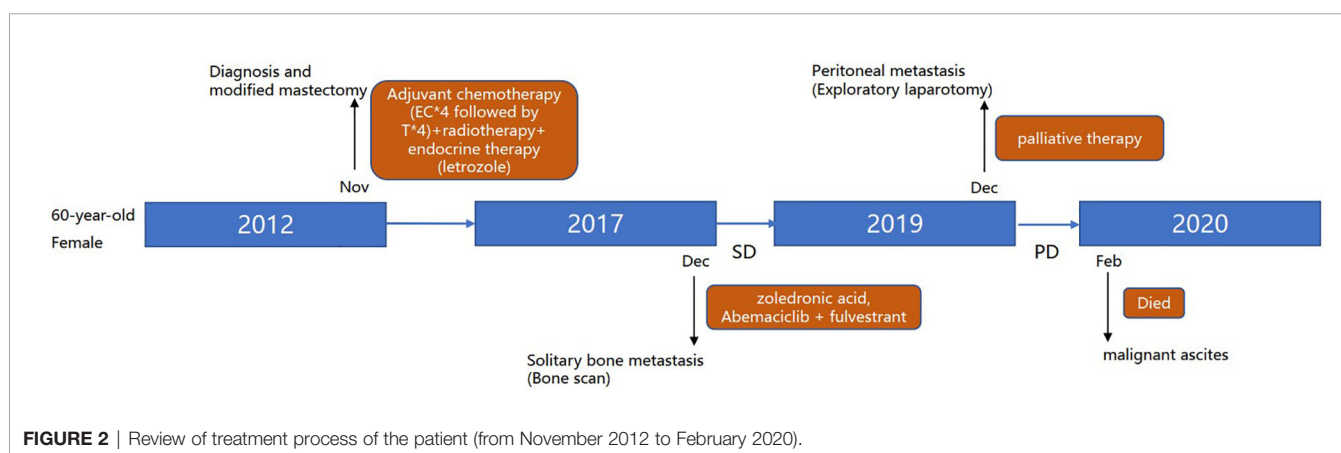 Diagnosis and
modified mastectomy
Adjuvant chemotherapy
(EC*4 followed by
T*4)+radiotherapy+
endocrine therapy
(letrozole)
Nov
Peritoneal metastasis
(Exploratory laparotomy)
palliative therapy
Dec
60-year-old
Female
2012
2017
2019
2020
SD
PD
Dec
zoledronic acid,
Abemaciclib + fulvestrant
Solitary bone metastasis
(Bone scan)
Feb
Died
malignant ascites
FIGURE 2 | Review of treatment process of the patient (from November 2012 to February 2020).